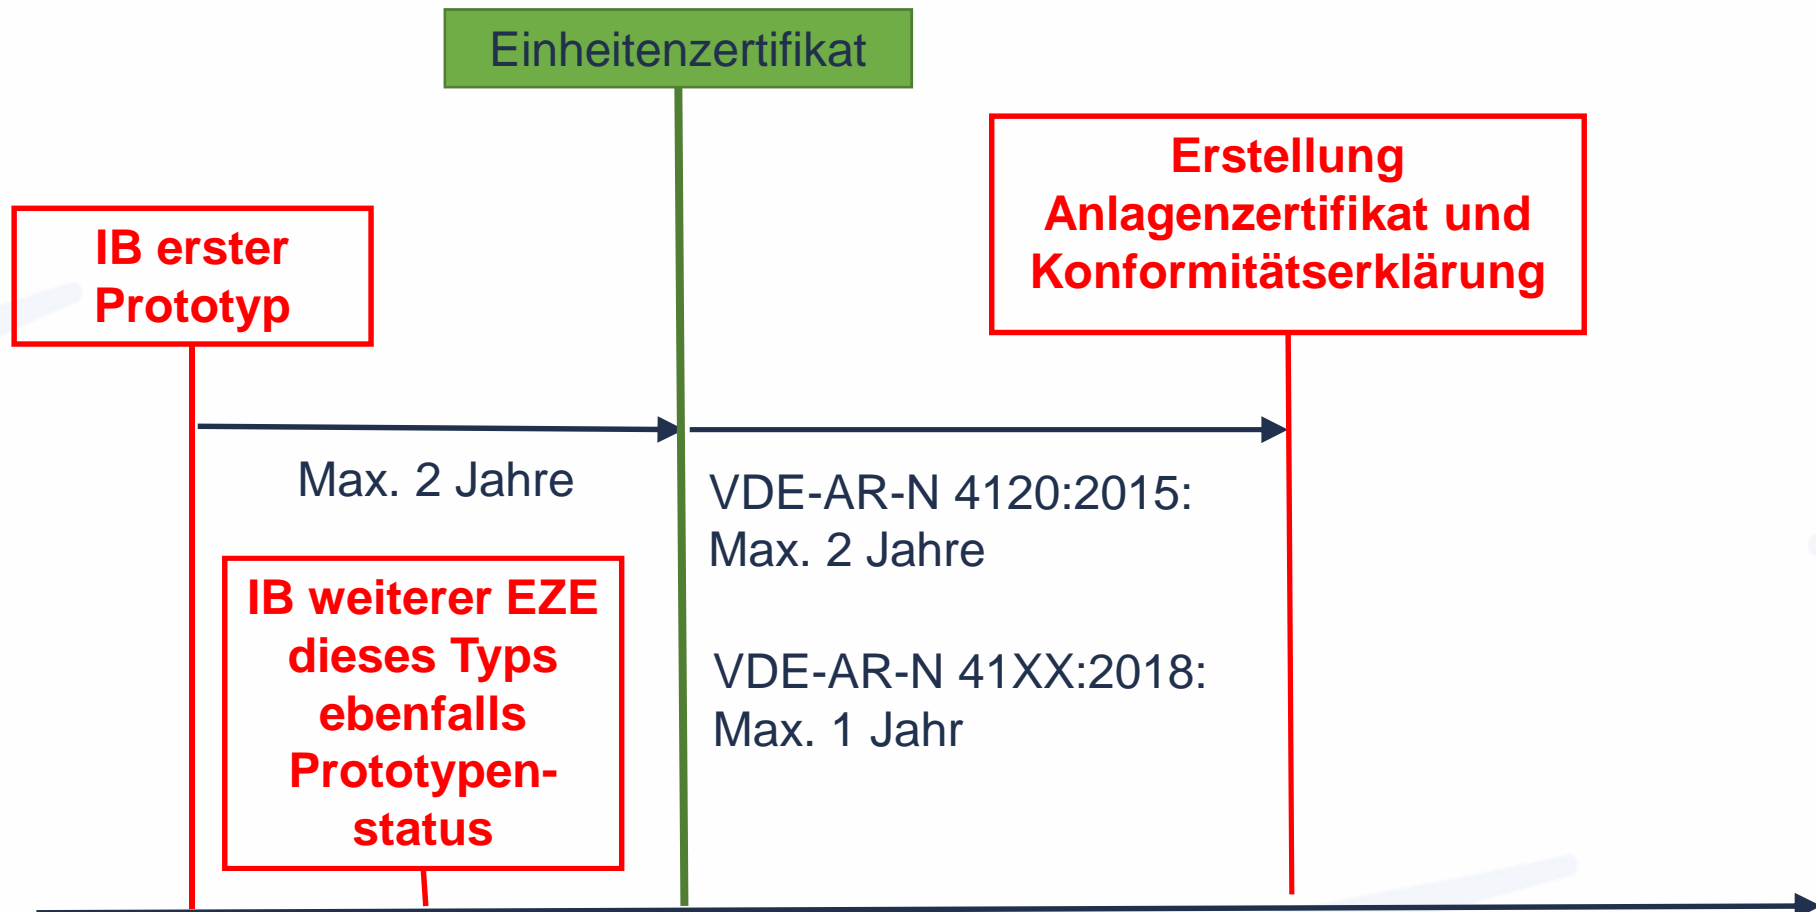 Einheitenzertifikat
Erstellung
Anlagenzertifikat und
Konformitätserklärung
IB erster
Prototyp
Max. 2 Jahre
VDE-AR-N 4120:2015:
Max. 2 Jahre
IB weiterer EZE
dieses Typs
ebenfalls
Prototypen-
status
VDE-AR-N 41XX:2018:
Max. 1 Jahr